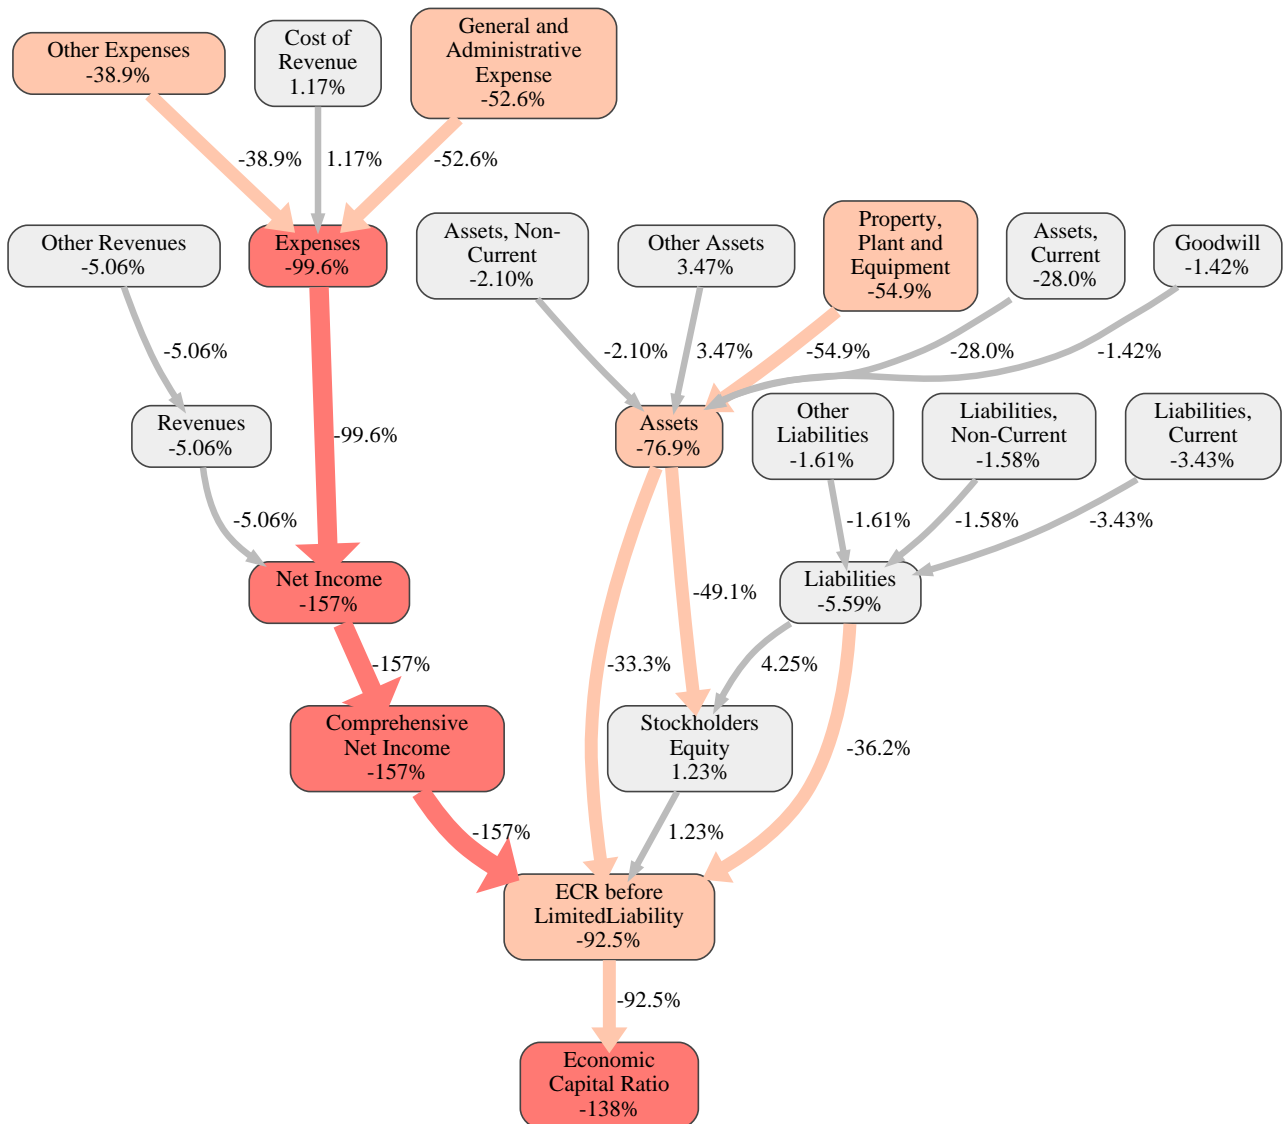 Other Expenses
-38.9%
Cost of
Revenue
1.17%
General and
Administrative
Expense
-52.6%
-38.9%
1.17%
-52.6%
Other Revenues
-5.06%
Expenses
-99.6%
Assets, Non-
Current
-2.10%
Other Assets
3.47%
Property,
Plant and
Equipment
-54.9%
Assets,
Current
-28.0%
Goodwill
-1.42%
-5.06%
-99.6%
-2.10%
3.47%
-54.9%
-28.0%
-1.42%
Revenues
-5.06%
Assets
-76.9%
Other
Liabilities
-1.61%
Liabilities,
Non-Current
-1.58%
Liabilities,
Current
-3.43%
-5.06%
-1.61%
-1.58%
-3.43%
Net Income
-157%
Liabilities
-5.59%
-157%
-33.3%
-49.1%
4.25%
-36.2%
Comprehensive
Net Income
-157%
Stockholders
Equity
1.23%
-157%
1.23%
ECR before
LimitedLiability
-92.5%
-92.5%
Economic
Capital Ratio
-138%